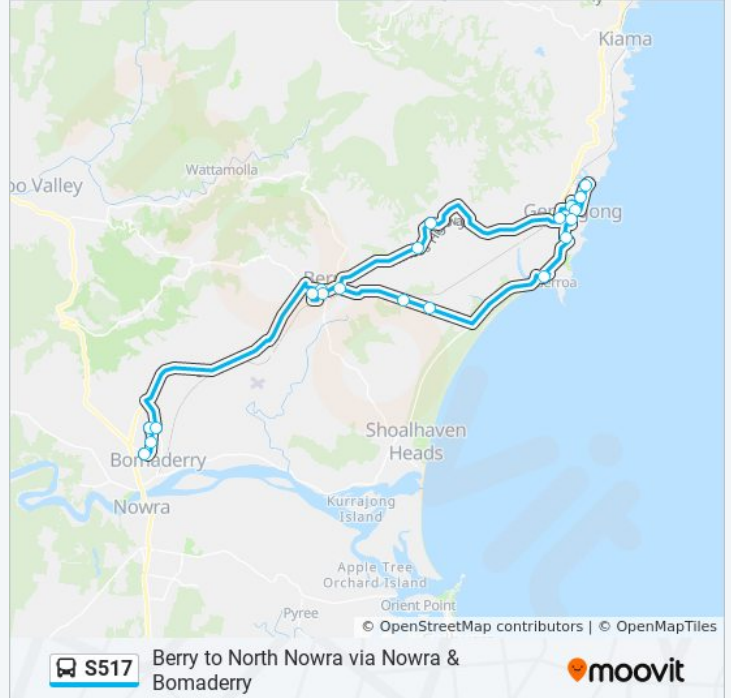 Kiama
Wattamolla
oo Valley
Gerringong
Berry
Gerroa
Shoalhaven
Heads
Bomaderry
Kurrajong
Island
Nowra
Apple Tree
Orchard Island
Orient Point
Pyree
© OpenStreetMap contributors | © OpenMapTiles
S517
Berry to North Nowra via Nowra &
Bomaderry
moovit